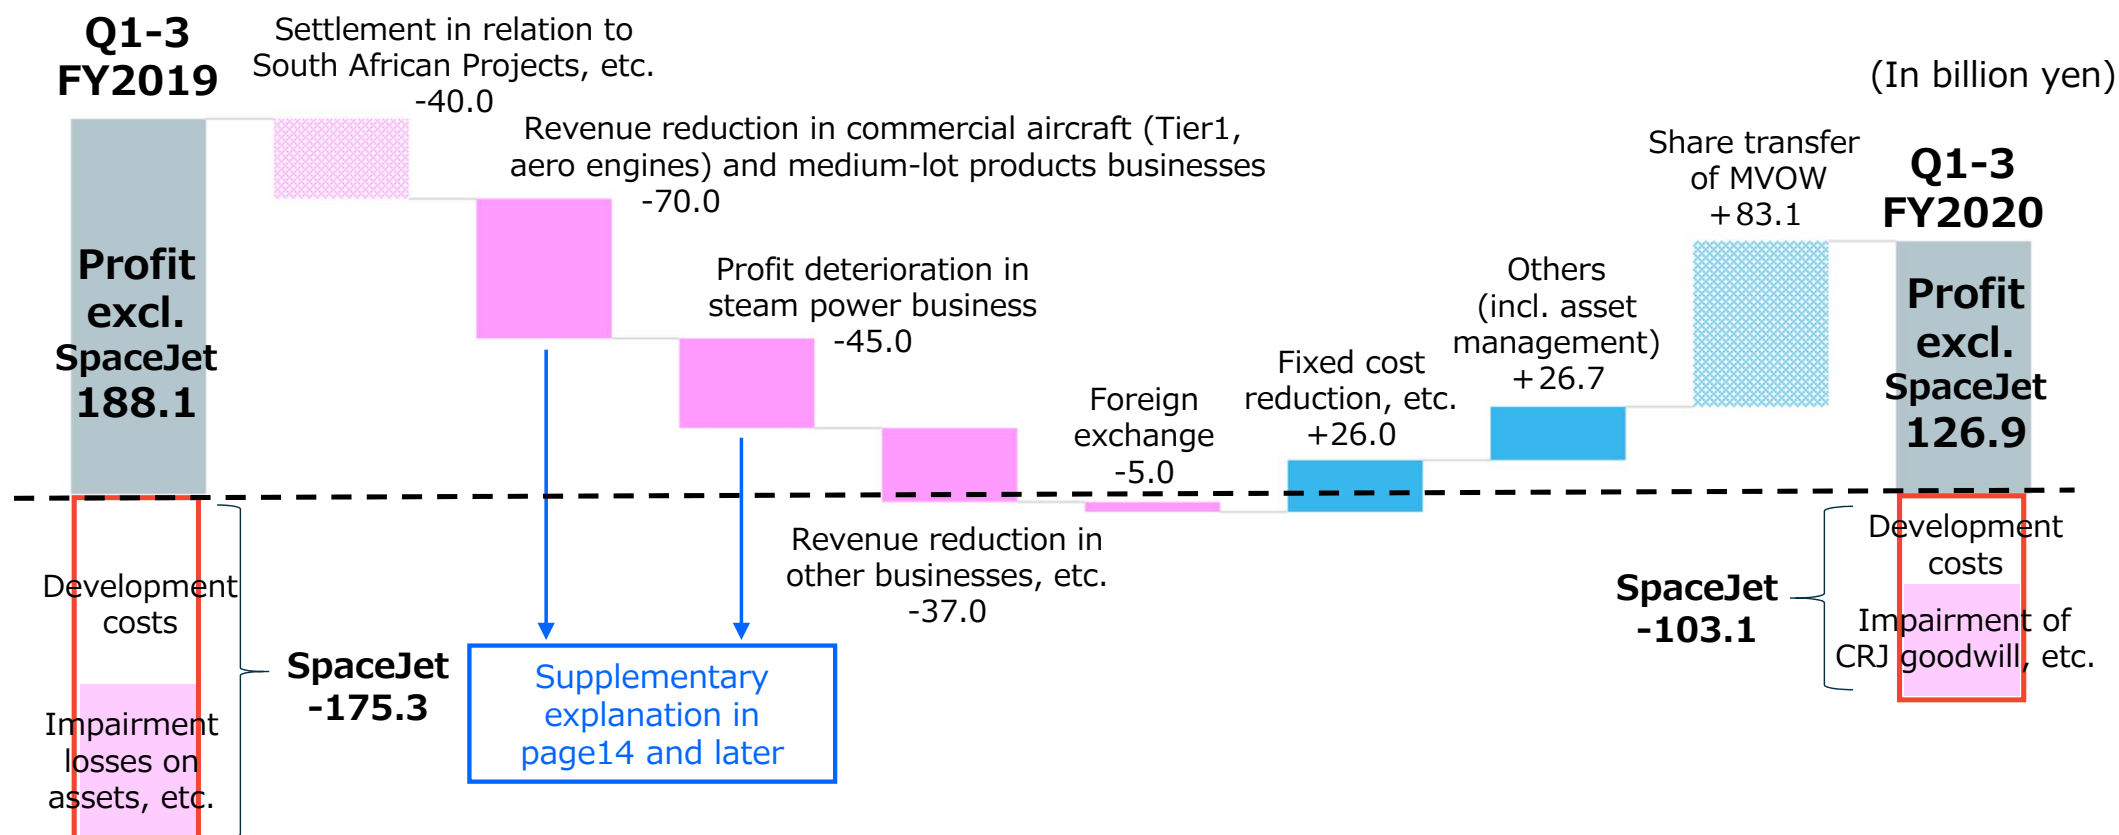 Q1-3
FY2019
Settlement in relation to
South African Projects, etc.
-40.0
(In billion yen)
Revenue reduction in commercial aircraft (Tier1,
aero engines) and medium-lot products businesses
-70.0
Share transfer
of MVOW
+83.1
Q1-3
FY2020
Profit
excl.
SpaceJet
188.1
Profit deterioration in
steam power business
-45.0
Foreign
exchange
-5.0
Fixed cost
reduction, etc.
+26.0
Others
(incl. asset
management)
+26.7
Profit
excl.
SpaceJet
126.9
Revenue reduction in
other businesses, etc.
-37.0
Development
costs
Impairment
losses on
assets, etc.
SpaceJet
-175.3
Supplementary
explanation in
page14 and later
SpaceJet
-103.1
Development
costs
Impairment of
CRJ goodwill, etc.